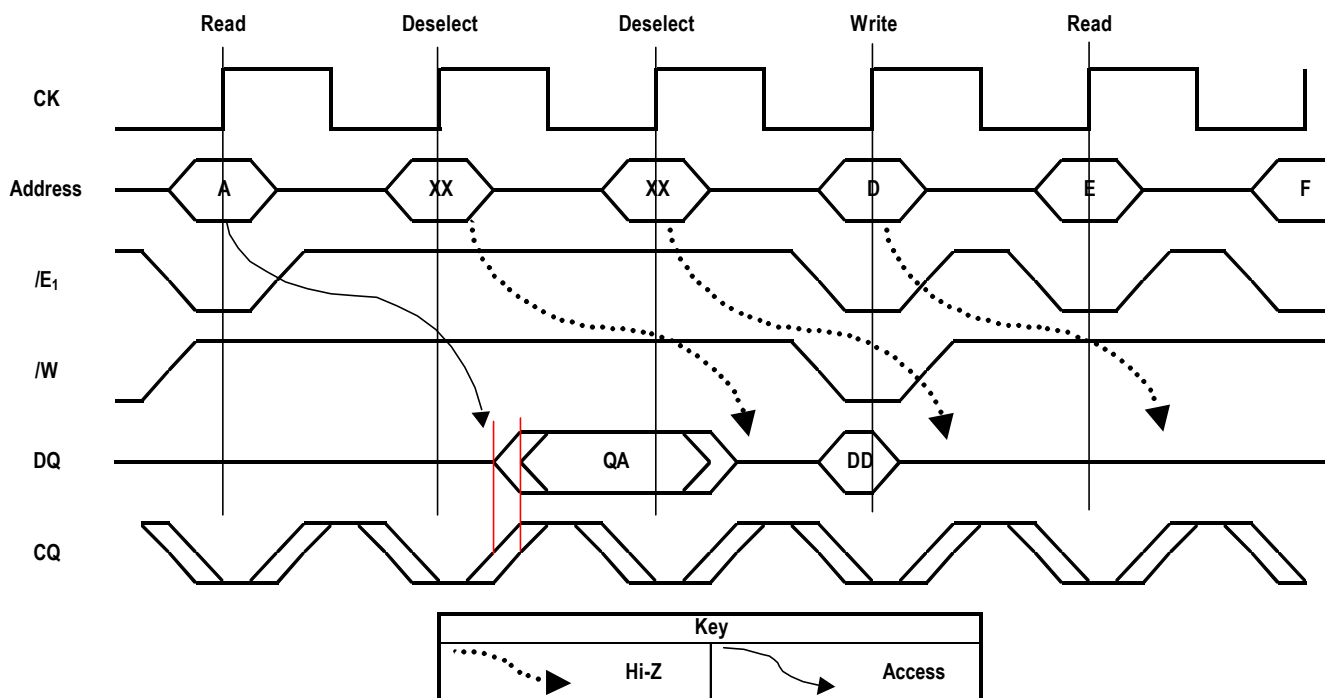 Read Deselect Deselect Write Read
CK
Address A XX XX D E F
/E1
/W
DQ QA DD
CQ
Key
Hi-Z Access